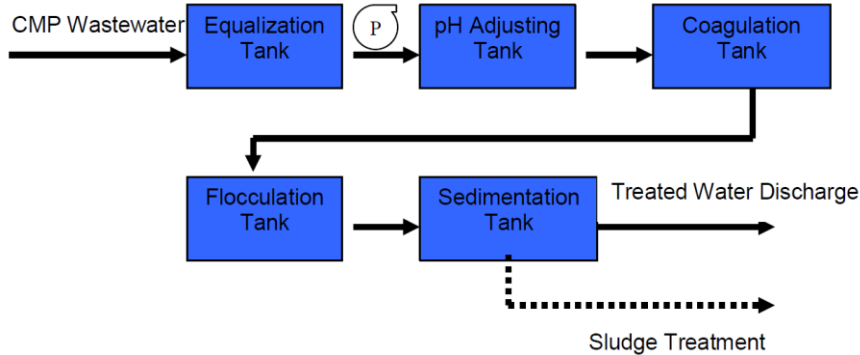 CMP Wastewater
Equalization
Tank
P
pH Adjusting
Tank
Coagulation
Tank
Flocculation
Tank
Sedimentation
Tank
Treated Water Discharge
Sludge Treatment